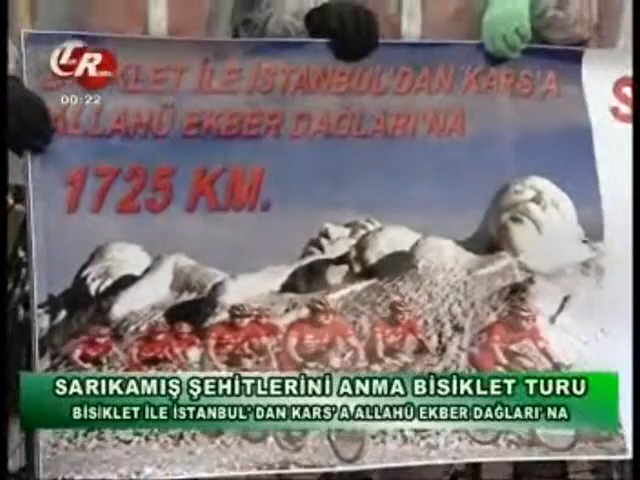 R
00:22
BİSİKLET İLE İSTANBUL'DAN KARS'A
ALLAHÜ EKBER DAĞLARI'NA
1725 KM.
S
SARIKAMIŞ ŞEHİTLERİNİ ANMA BİSİKLET TURU
BİSİKLET İLE İSTANBUL' DAN KARS' A ALLAHÜ EKBER DAĞLARI' NA